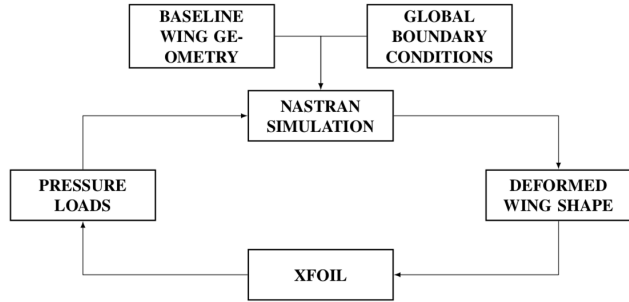 BASELINE
WING GE-
OMETRY
GLOBAL
BOUNDARY
CONDITIONS
NASTRAN
SIMULATION
PRESSURE
LOADS
DEFORMED
WING SHAPE
XFOIL